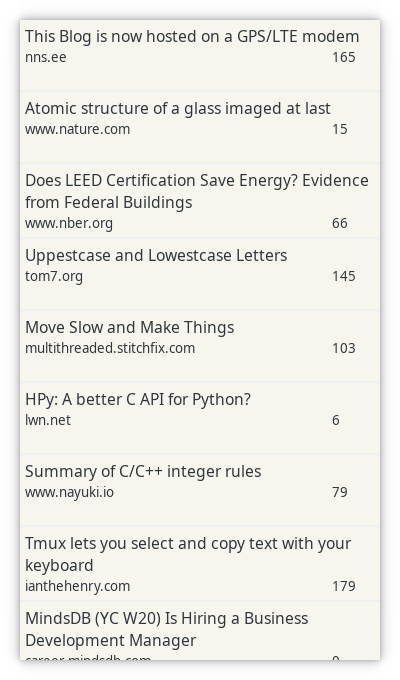 This Blog is now hosted on a GPS/LTE modem
nns.ee 165
Atomic structure of a glass imaged at last
www.nature.com 15
Does LEED Certification Save Energy? Evidence
from Federal Buildings
www.nber.org 66
Uppestcase and Lowestcase Letters
tom7.org 145
Move Slow and Make Things
multithreaded.stitchfix.com 103
HPy: A better C API for Python?
lwn.net 6
Summary of C/C++ integer rules
www.nayuki.io 79
Tmux lets you select and copy text with your
keyboard
ianthehenry.com 179
MindsDB (YC W20) Is Hiring a Business
Development Manager